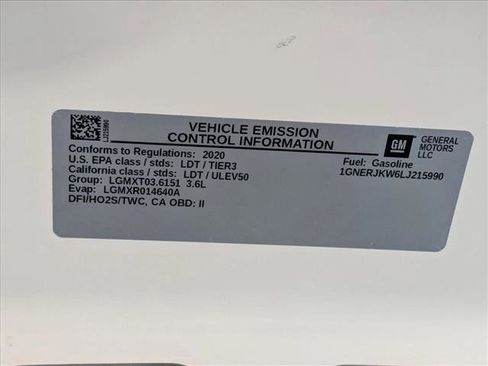 LJ215990
VEHICLE EMISSION
CONTROL INFORMATION
GM
GENERAL
MOTORS
LLC
Conforms to Regulations: 2020
U.S. EPA class / stds: LDT / TIER3
California class / stds: LDT / ULEV50
Group: LGMXT03.6151 3.6L
Evap: LGMXR014640A
DFI/HO2S/TWC, CA OBD: II
Fuel: Gasoline
1GNERJKW6LJ215990